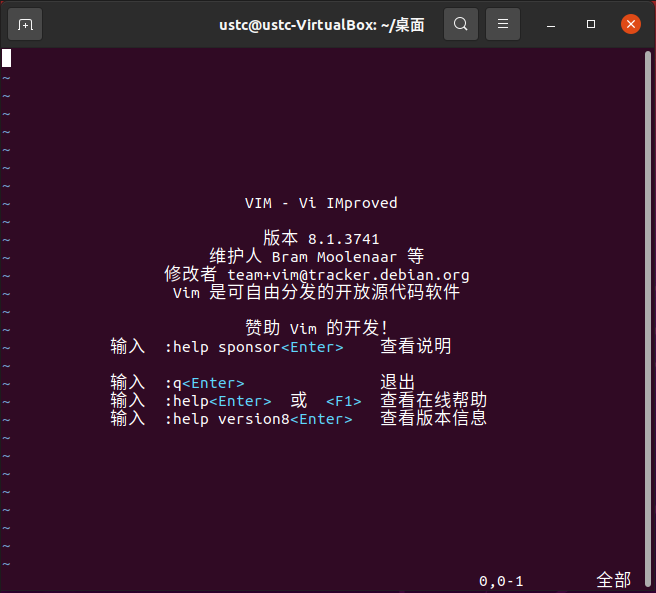 ustc@ustc-VirtualBox: ~/桌面
~
~
~
~
~
~
~
~ VIM - Vi IMproved
~
~ 版本 8.1.3741
~ 维护人 Bram Moolenaar 等
~ 修改者 team+vim@tracker.debian.org
~ Vim 是可自由分发的开放源代码软件
~
~ 赞助 Vim 的开发!
~ 输入 :help sponsor<Enter> 查看说明
~
~ 输入 :q<Enter> 退出
~ 输入 :help<Enter> 或 <F1> 查看在线帮助
~ 输入 :help version8<Enter> 查看版本信息
~
~
~
~
~
~
~
~
0,0-1 全部